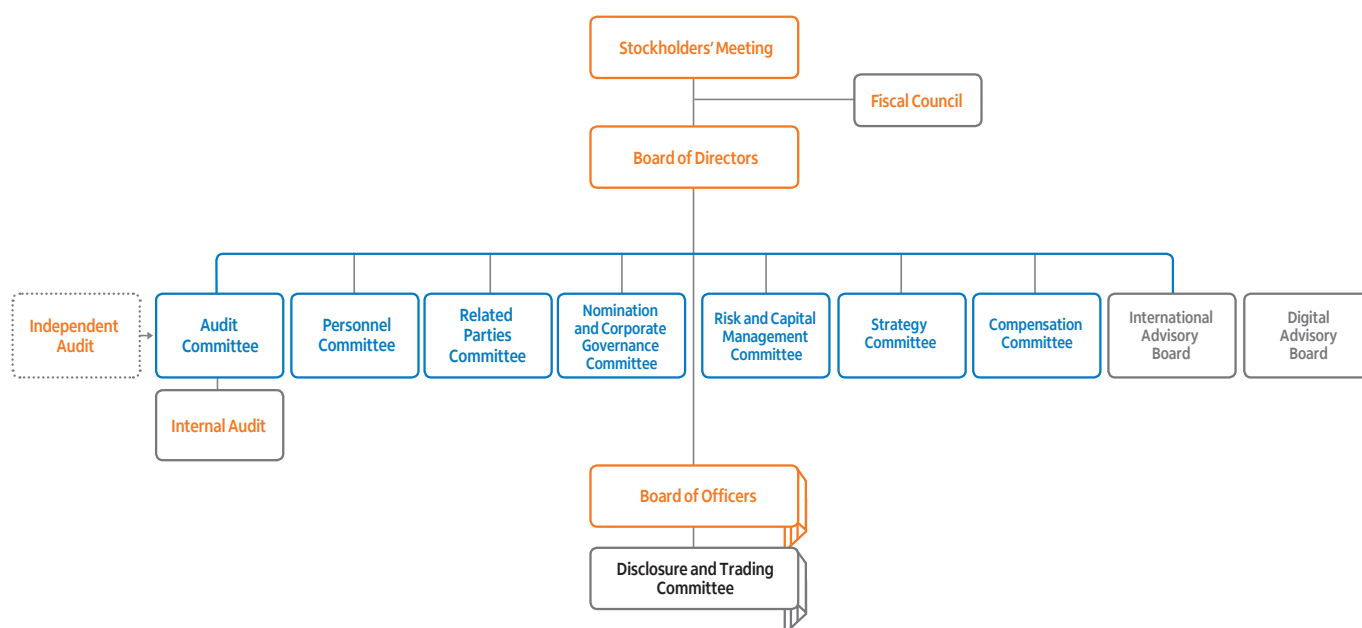 Stockholders' Meeting
Fiscal Council
Board of Directors
Independent
Audit
Audit
Committee
Personnel
Committee
Related
Parties
Committee
Nomination
and Corporate
Governance
Committee
Risk and Capital
Management
Committee
Strategy
Committee
Compensation
Committee
International
Advisory
Board
Digital
Advisory
Board
Internal Audit
Board of Officers
Disclosure and Trading
Committee